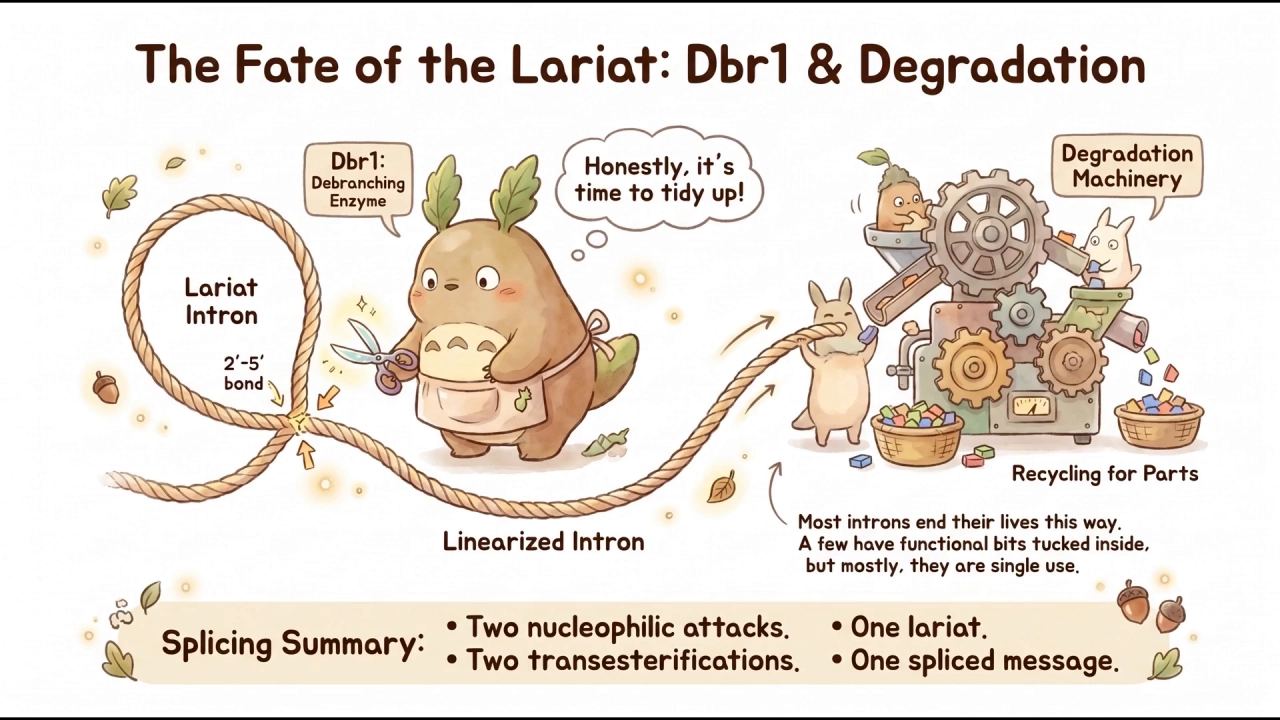 The Fate of the Lariat: Dbr1 & Degradation
Dbr1:
Debranching
Enzyme
Honestly, it's
time to tidy up!
Degradation
Machinery
Lariat
Intron
2'-5'
bond
Recycling for Parts
Linearized Intron
Most introns end their lives this way.
A few have functional bits tucked inside,
but mostly, they are single use.
Splicing Summary:
• Two nucleophilic attacks.
• Two transesterifications.
• One lariat.
• One spliced message.